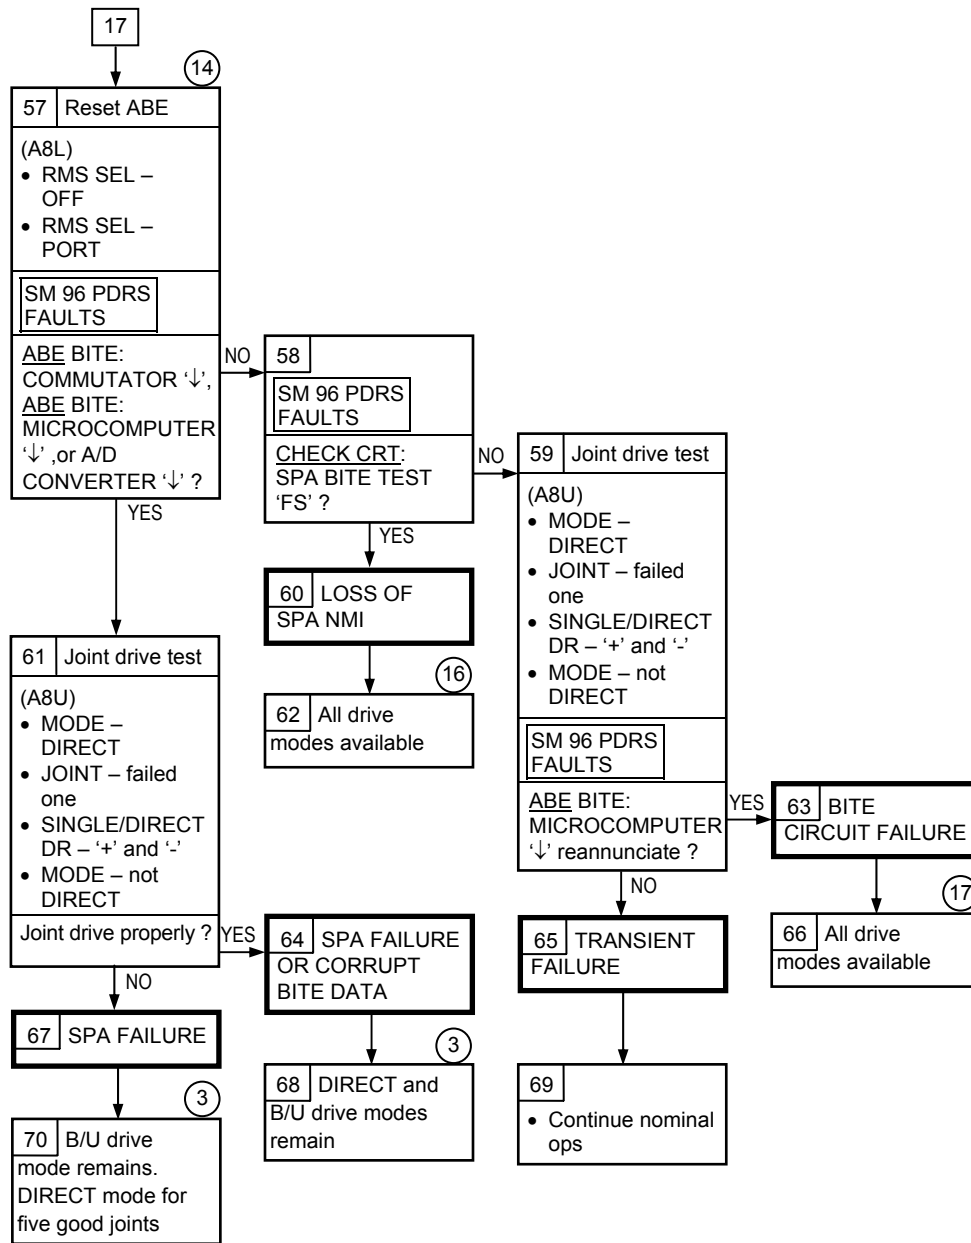 17
14
57 Reset ABE
(A8L)
• RMS SEL –
OFF
• RMS SEL –
PORT
SM 96 PDRS
FAULTS
ABE BITE:
COMMUTATOR '↓',
ABE BITE:
MICROCOMPUTER
'↓' ,or A/D
CONVERTER '↓' ?
NO
YES
58
SM 96 PDRS
FAULTS
CHECK CRT:
SPA BITE TEST
'FS' ?
NO
YES
59 Joint drive test
(A8U)
• MODE –
DIRECT
• JOINT – failed
one
• SINGLE/DIRECT
DR – '+' and '-'
• MODE – not
DIRECT
SM 96 PDRS
FAULTS
ABE BITE:
MICROCOMPUTER
'↓' reannunciate ?
YES
NO
60 LOSS OF
SPA NMI
16
62 All drive
modes available
61 Joint drive test
(A8U)
• MODE –
DIRECT
• JOINT – failed
one
• SINGLE/DIRECT
DR – '+' and '-'
• MODE – not
DIRECT
Joint drive properly ?
YES
NO
63 BITE
CIRCUIT FAILURE
17
66 All drive
modes available
64 SPA FAILURE
OR CORRUPT
BITE DATA
3
68 DIRECT and
B/U drive modes
remain
65 TRANSIENT
FAILURE
69
• Continue nominal
ops
67 SPA FAILURE
3
70 B/U drive
mode remains.
DIRECT mode for
five good joints